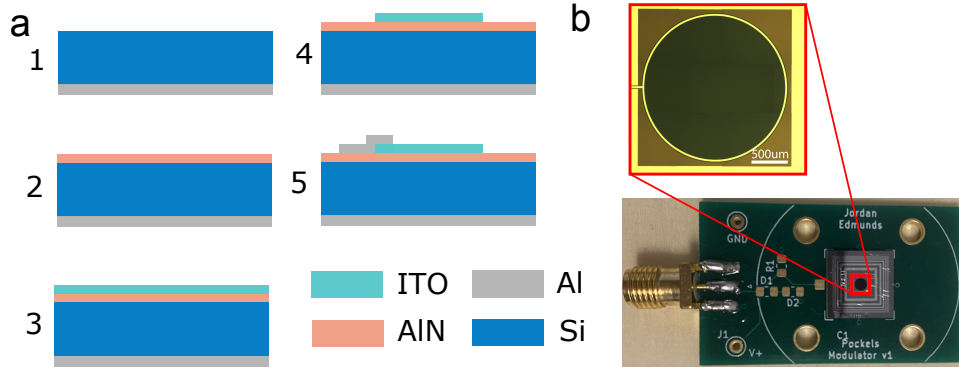 a
1
2
3
4
5
ITO
Al
AlN
Si
b
500um
Jordan
Edmunds
GND
R1
D1
D2
J1
V+
C1
Pockels
Modulator v1